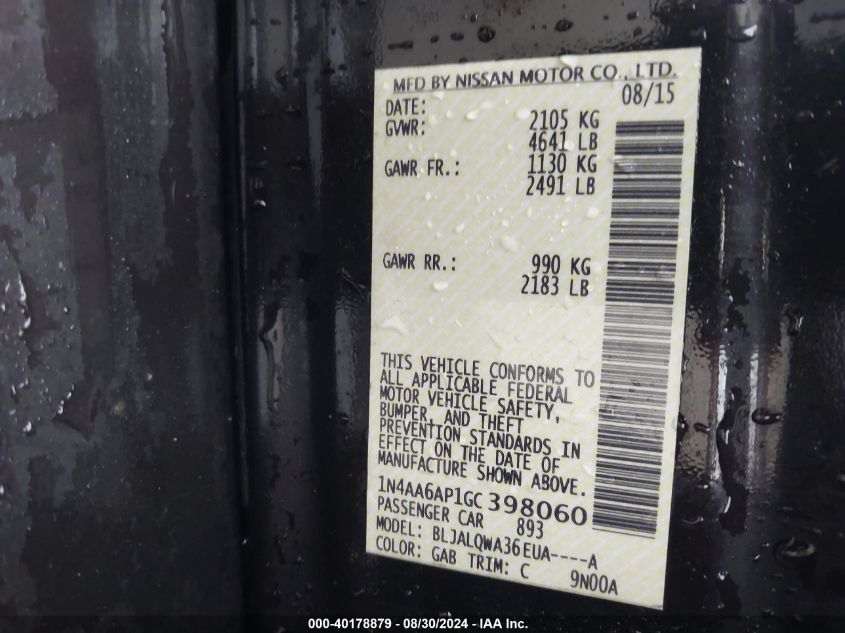 MFD BY NISSAN MOTOR CO., LTD.
DATE: 08/15
GVWR: 2105 KG
4641 LB
GAWR FR.: 1130 KG
2491 LB
GAWR RR.: 990 KG
2183 LB
THIS VEHICLE CONFORMS TO
ALL APPLICABLE FEDERAL
MOTOR VEHICLE SAFETY,
BUMPER, AND THEFT
PREVENTION STANDARDS IN
EFFECT ON THE DATE OF
MANUFACTURE SHOWN ABOVE.
1N4AA6AP1GC 398060
PASSENGER CAR 893
MODEL: BLJALQWA36EUA----A
COLOR: GAB TRIM: C 9N00A
000-40178879 - 08/30/2024 - IAA Inc.